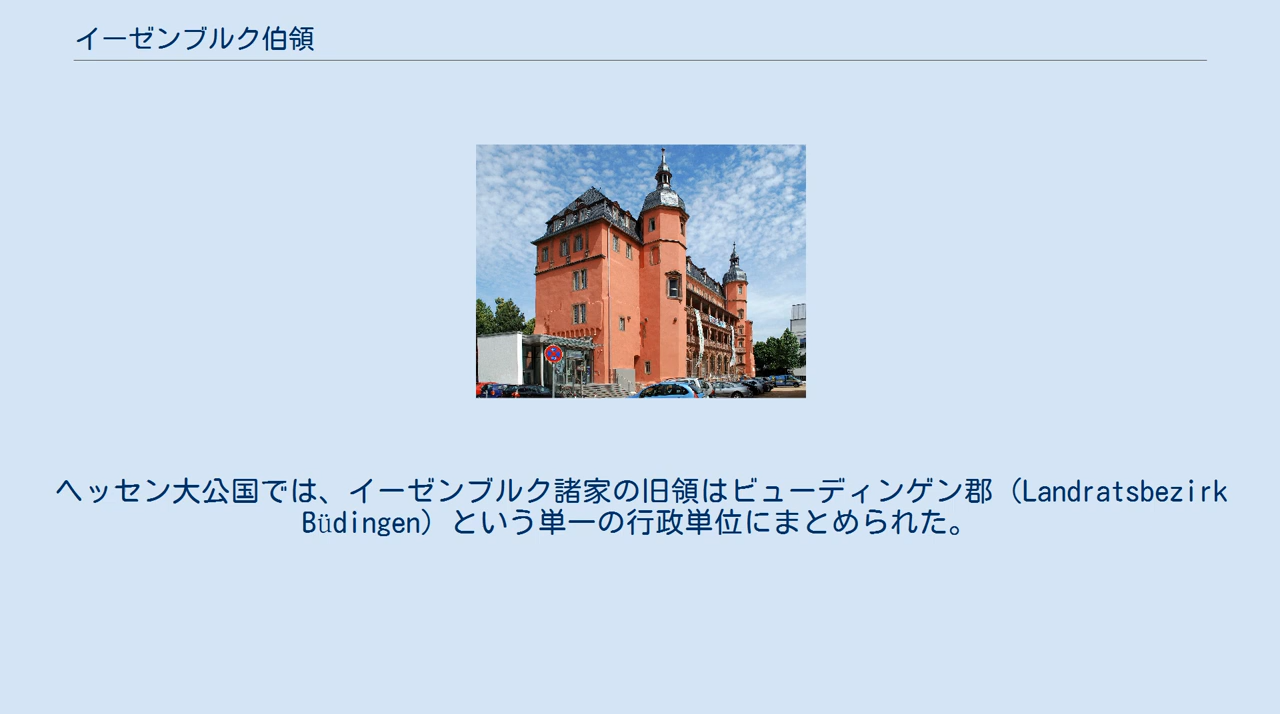 イーゼンブルク伯領
ヘッセン大公国では、イーゼンブルク諸家の旧領はビューディンゲン郡（Landratsbezirk
Büdingen）という単一の行政単位にまとめられた。